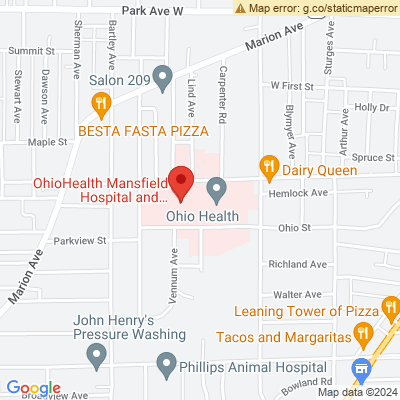 Park Ave W
Map error: g.co/staticmaperror
Marion Ave
Summit St
Sherman Ave
Bartley Ave
Sturges Ave
Stewart Ave
Dawson Ave
Salon 209
Lind Ave
Carpenter Rd
W First St
Holly Dr
BESTA FASTA PIZZA
Blymyer Ave
Arthur Ave
Maple St
Spruce St
Dairy Queen
OhioHealth Mansfield
Hospital and...
Hemlock Ave
Ohio Health
Ohio St
Parkview St
Marion Ave
Vennum Ave
Richland Ave
Walter Ave
Leaning Tower of Pizza
John Henry's
Pressure Washing
Tacos and Margaritas
Phillips Animal Hospital
Google
Broadview Ave
Bowland Rd
Map data ©2024